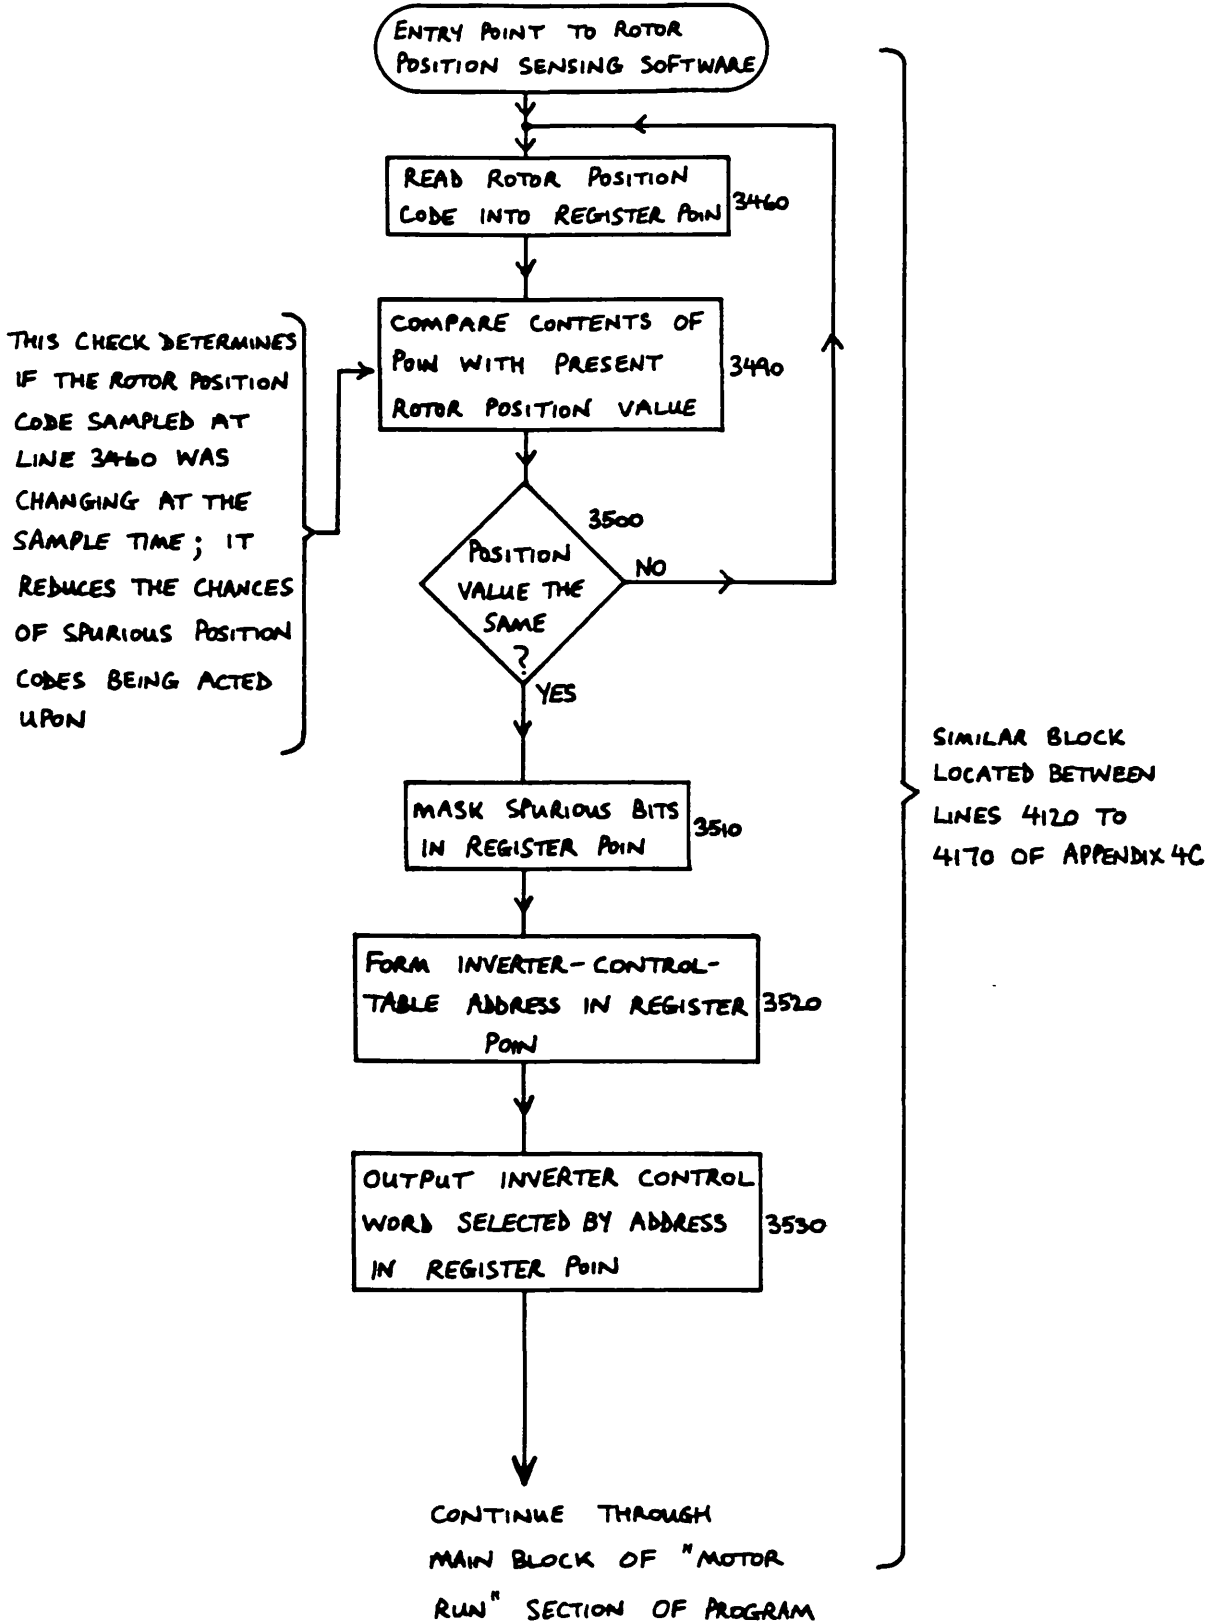 ENTRY POINT TO ROTOR
POSITION SENSING SOFTWARE
READ ROTOR POSITION
CODE INTO REGISTER POIN
3460
COMPARE CONTENTS OF
POIN WITH PRESENT
ROTOR POSITION VALUE
3490
THIS CHECK DETERMINES
IF THE ROTOR POSITION
CODE SAMPLED AT
LINE 3460 WAS
CHANGING AT THE
SAMPLE TIME; IT
REDUCES THE CHANCES
OF SPURIOUS POSITION
CODES BEING ACTED
UPON
3500
POSITION
VALUE THE
SAME
?
NO
YES
MASK SPURIOUS BITS
IN REGISTER POIN
3510
SIMILAR BLOCK
LOCATED BETWEEN
LINES 4120 TO
4170 OF APPENDIX 4C
FORM INVERTER-CONTROL-
TABLE ADDRESS IN REGISTER
POIN
3520
OUTPUT INVERTER CONTROL
WORD SELECTED BY ADDRESS
IN REGISTER POIN
3530
CONTINUE THROUGH
MAIN BLOCK OF "MOTOR
RUN" SECTION OF PROGRAM